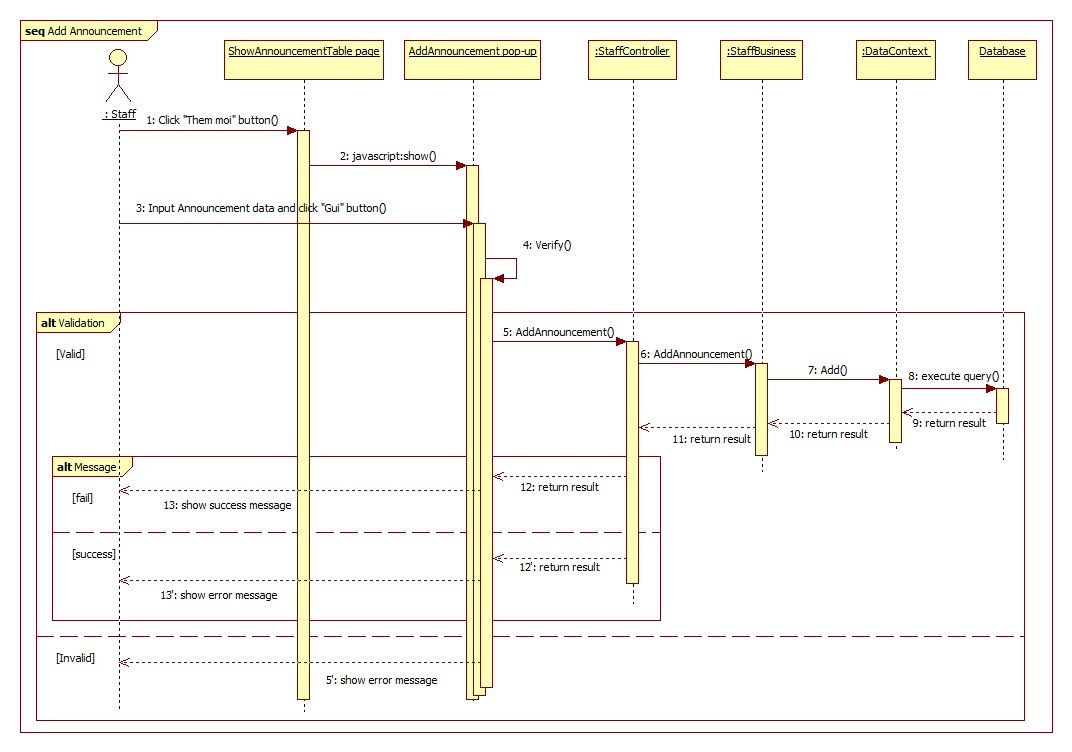 seq Add Announcement
ShowAnnouncementTable page
AddAnnouncement pop-up
:StaffController
:StaffBusiness
:DataContext
Database
: Staff
1: Click "Them moi" button()
2: javascript:show()
3: Input Announcement data and click "Gui" button()
4: Verify()
alt Validation
[Valid]
5: AddAnnouncement()
6: AddAnnouncement()
7: Add()
8: execute query()
9: return result
10: return result
11: return result
alt Message
[fail]
12: return result
13: show success message
[success]
12': return result
13': show error message
[Invalid]
5': show error message